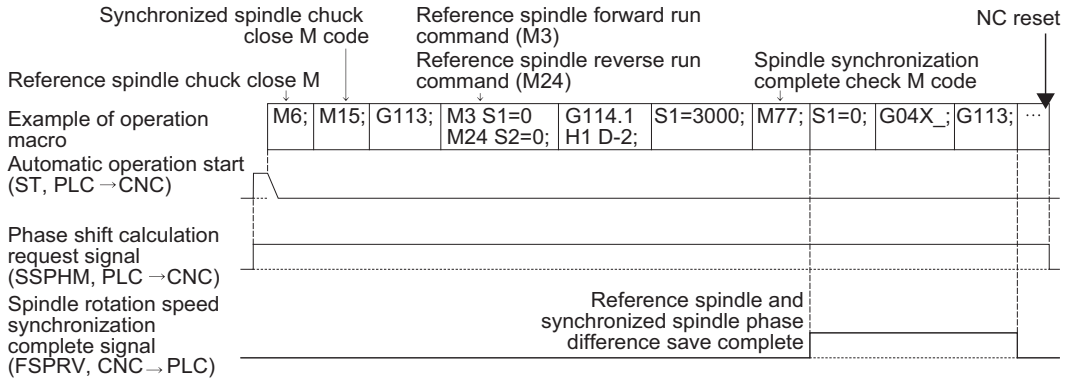 Synchronized spindle chuck
close M code
Reference spindle forward run
command (M3)
NC reset
Reference spindle chuck close M
Reference spindle reverse run
command (M24)
Spindle synchronization
complete check M code
Example of operation
macro
M6;
M15;
G113;
M3 S1=0
M24 S2=0;
G114.1
H1 D-2;
S1=3000;
M77;
S1=0;
G04X_;
G113;
...
Automatic operation start
(ST, PLC →CNC)
Phase shift calculation
request signal
(SSPHM, PLC →CNC)
Spindle rotation speed
synchronization
complete signal
(FSPRV, CNC→PLC)
Reference spindle and
synchronized spindle phase
difference save complete